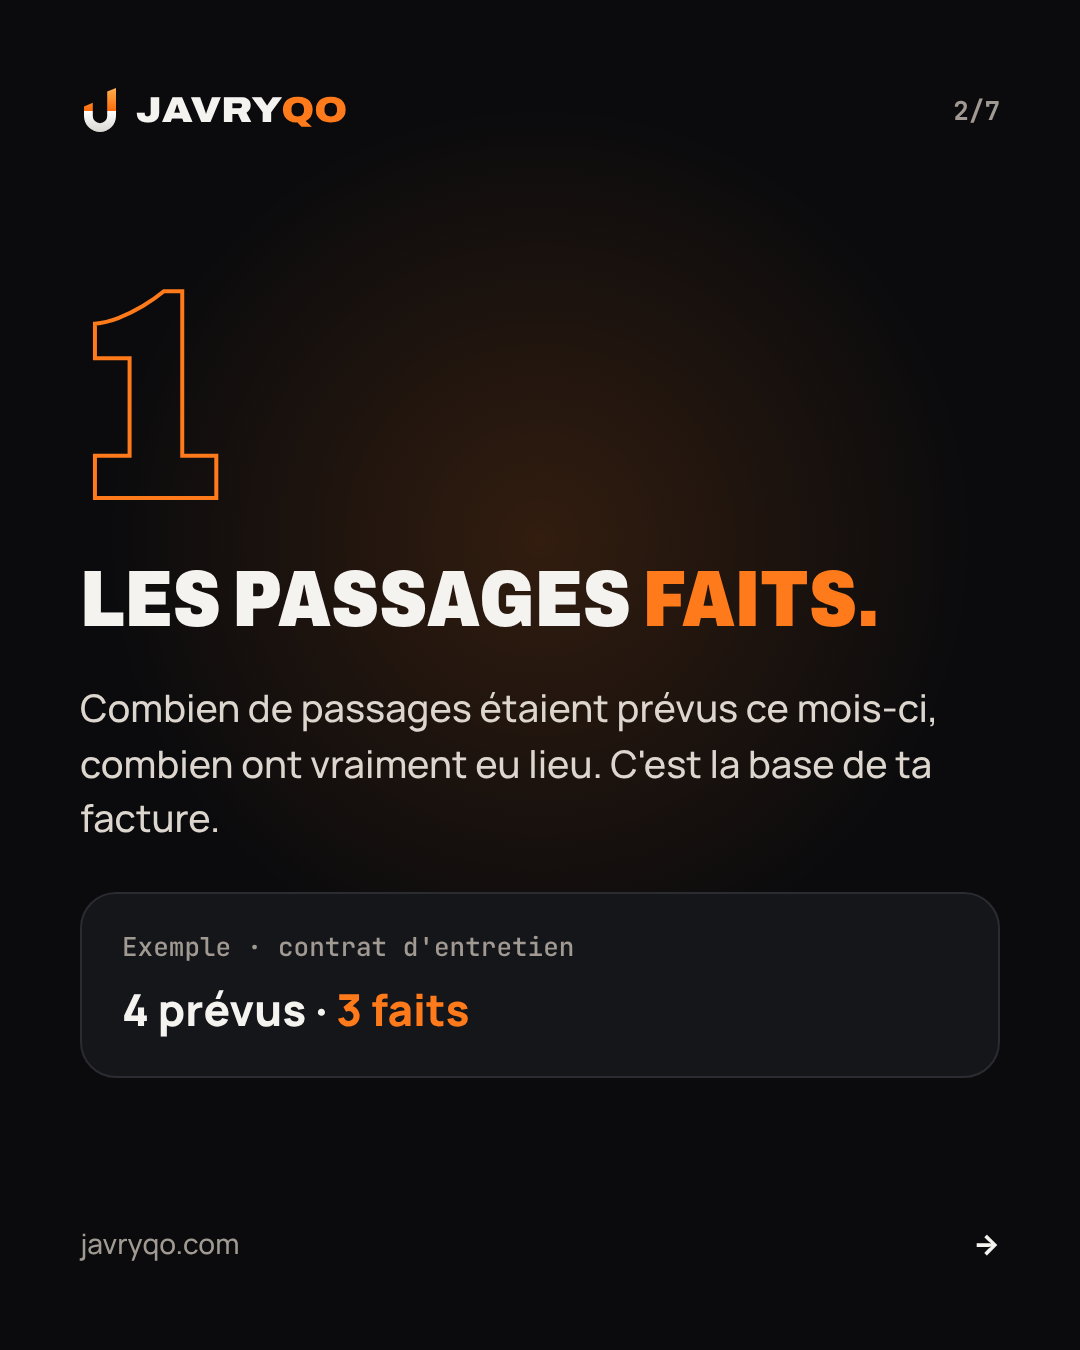 JAVRYQO
2/7
1
LES PASSAGES FAITS.
Combien de passages étaient prévus ce mois-ci,
combien ont vraiment eu lieu. C'est la base de ta
facture.
Exemple · contrat d'entretien
4 prévus · 3 faits
javryqo.com →